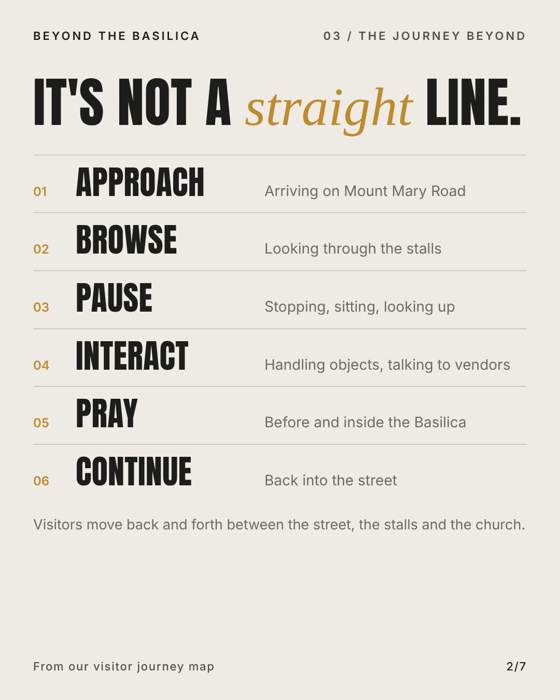 BEYOND THE BASILICA
03 / THE JOURNEY BEYOND
IT'S NOT A straight LINE.
01 APPROACH Arriving on Mount Mary Road
02 BROWSE Looking through the stalls
03 PAUSE Stopping, sitting, looking up
04 INTERACT Handling objects, talking to vendors
05 PRAY Before and inside the Basilica
06 CONTINUE Back into the street
Visitors move back and forth between the street, the stalls and the church.
From our visitor journey map
2/7